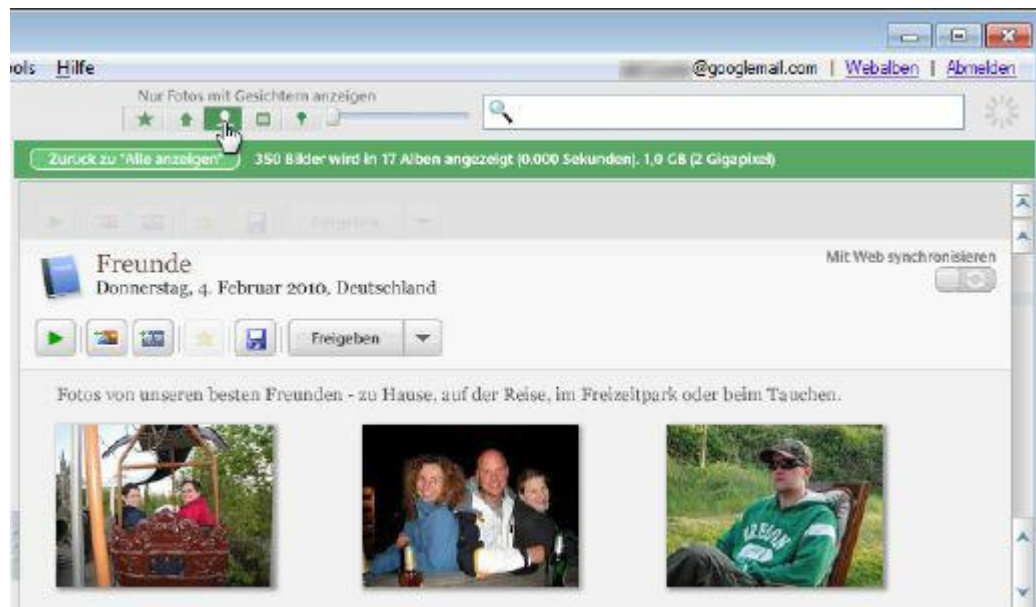 ols Hilfe
@googlemail.com | Webalben | Abmelden
Nur Fotos mit Gesichtern anzeigen
Zurück zu "Alle anzeigen" 350 Bilder wird in 17 Alben angezeigt (0.000 Sekunden). 1,0 GB (2 Gigapixel)
Freigeben
Freunde
Donnerstag, 4. Februar 2010, Deutschland
Mit Web synchronisieren
Freigeben
Fotos von unseren besten Freunden - zu Hause, auf der Reise, im Freizeitpark oder beim Tauchen.
OREGON